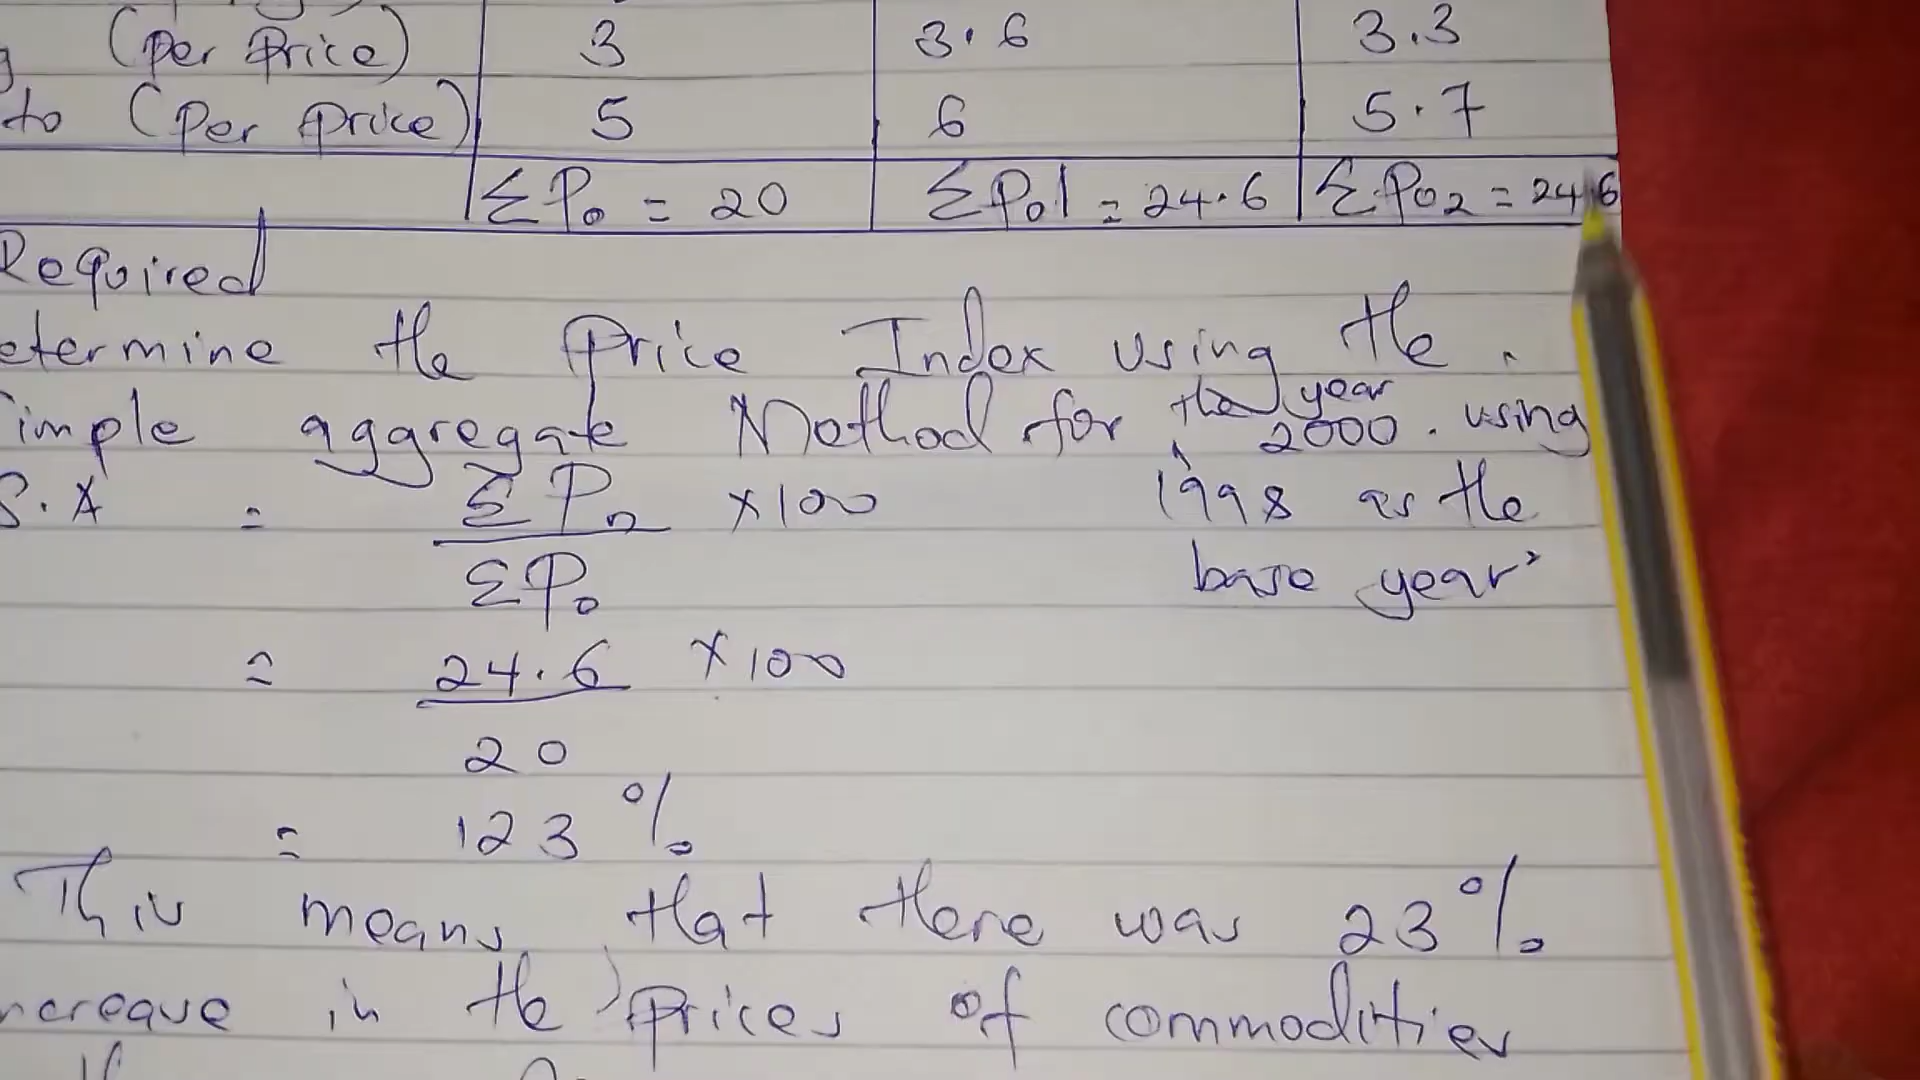 (per price) 3 3.6 3.3
to (per price) 5 6 5.7
ΣP₀ = 20 ΣP₀1 = 24.6 ΣP₀₂ = 24.6
Required
etermine the Price Index using the
imple aggregate Method for the year 2000. using
1998 as the
base year
S.A = ΣPn x100
ΣP₀
= 24.6 x100
20
= 123%
This means that there was 23%
ncrease in the prices of commodities